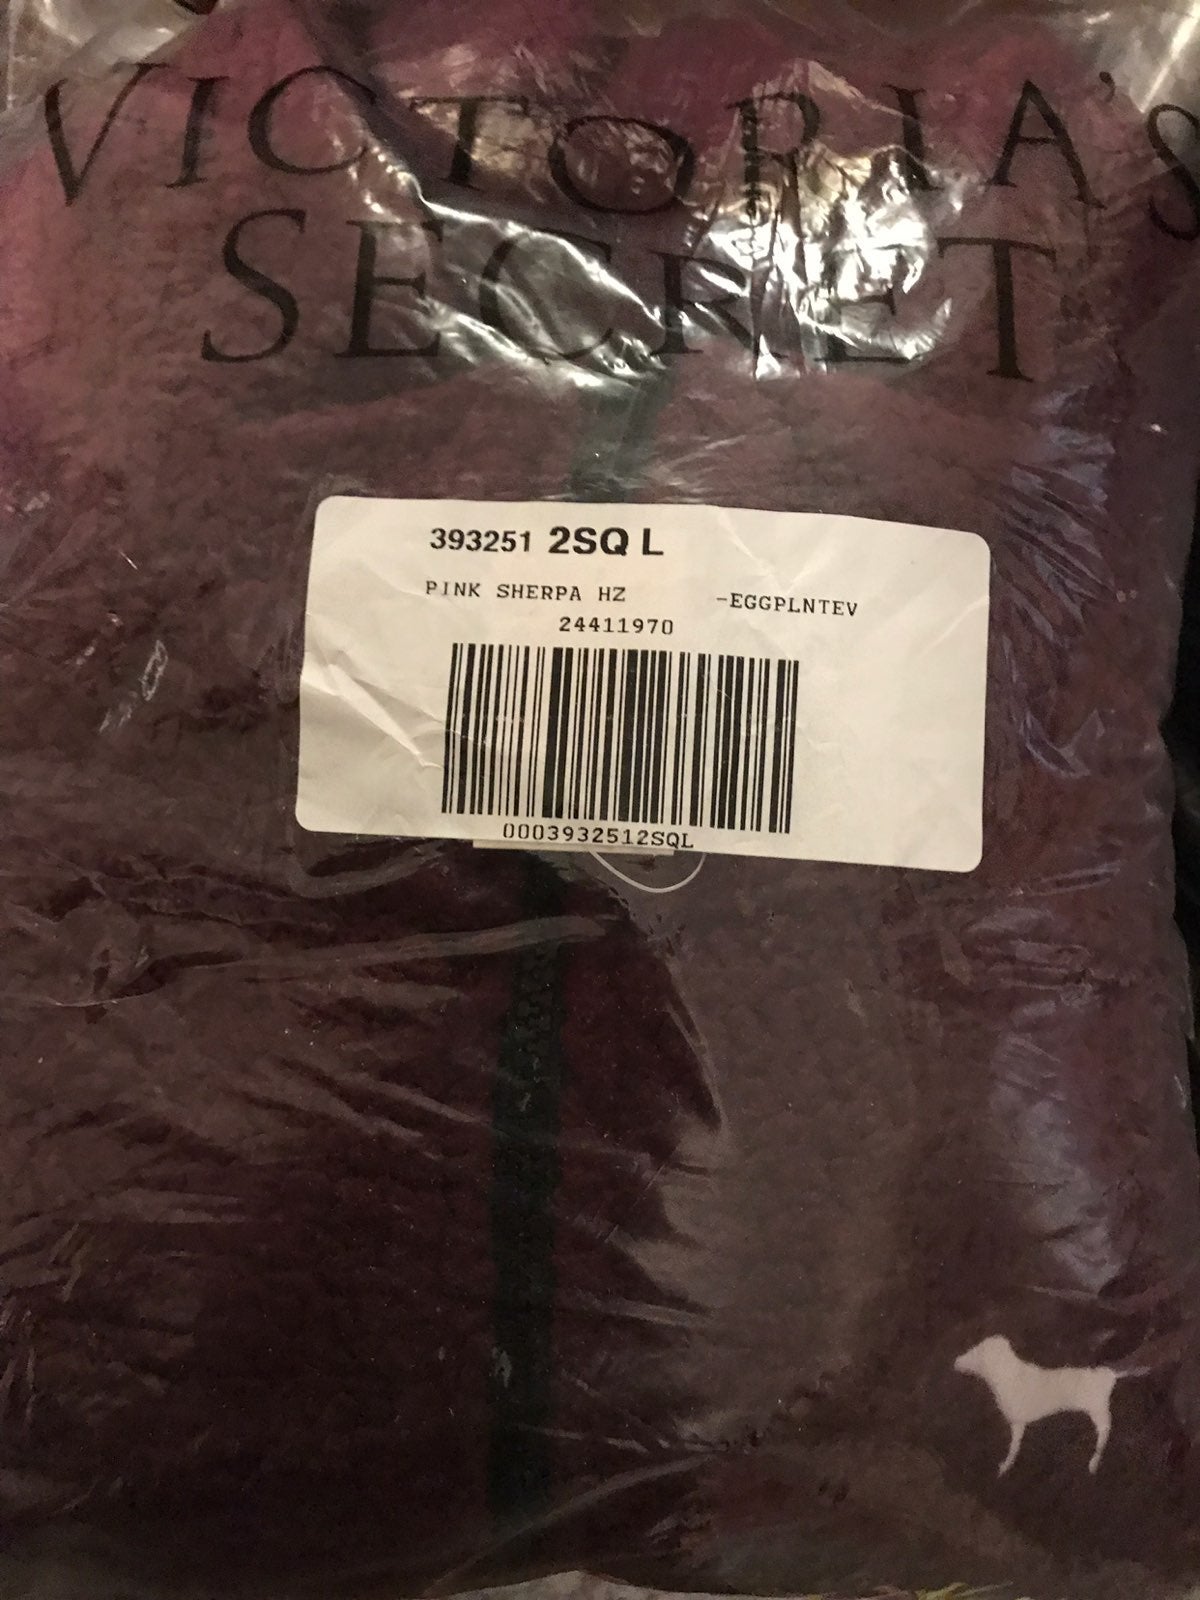 VICTORIA'S
SECRET
393251 2SQ L
PINK SHERPA HZ -EGGPLNTEV
24411970
0003932512SQL